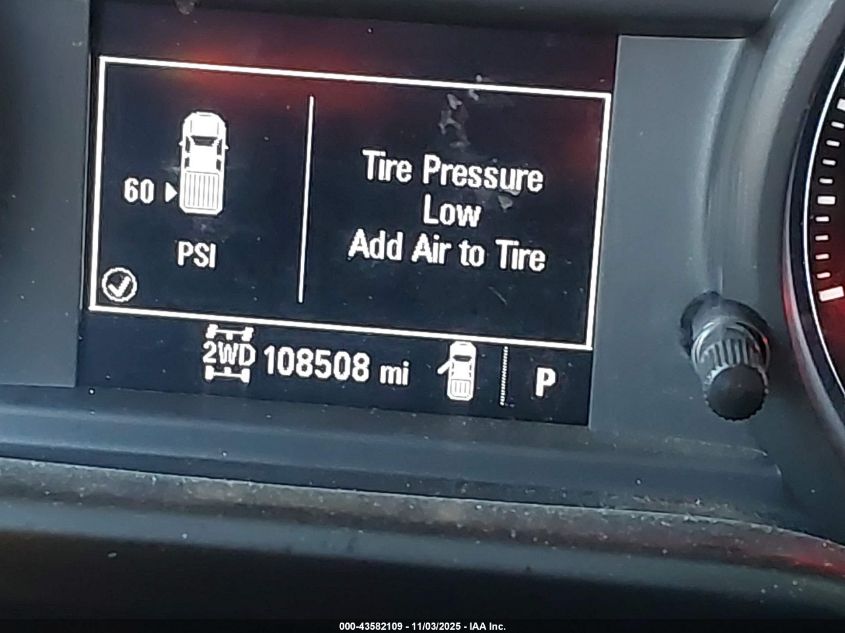 60
PSI
Tire Pressure
Low
Add Air to Tire
2WD 108508 mi P
000-43582109 - 11/03/2025 - IAA Inc.